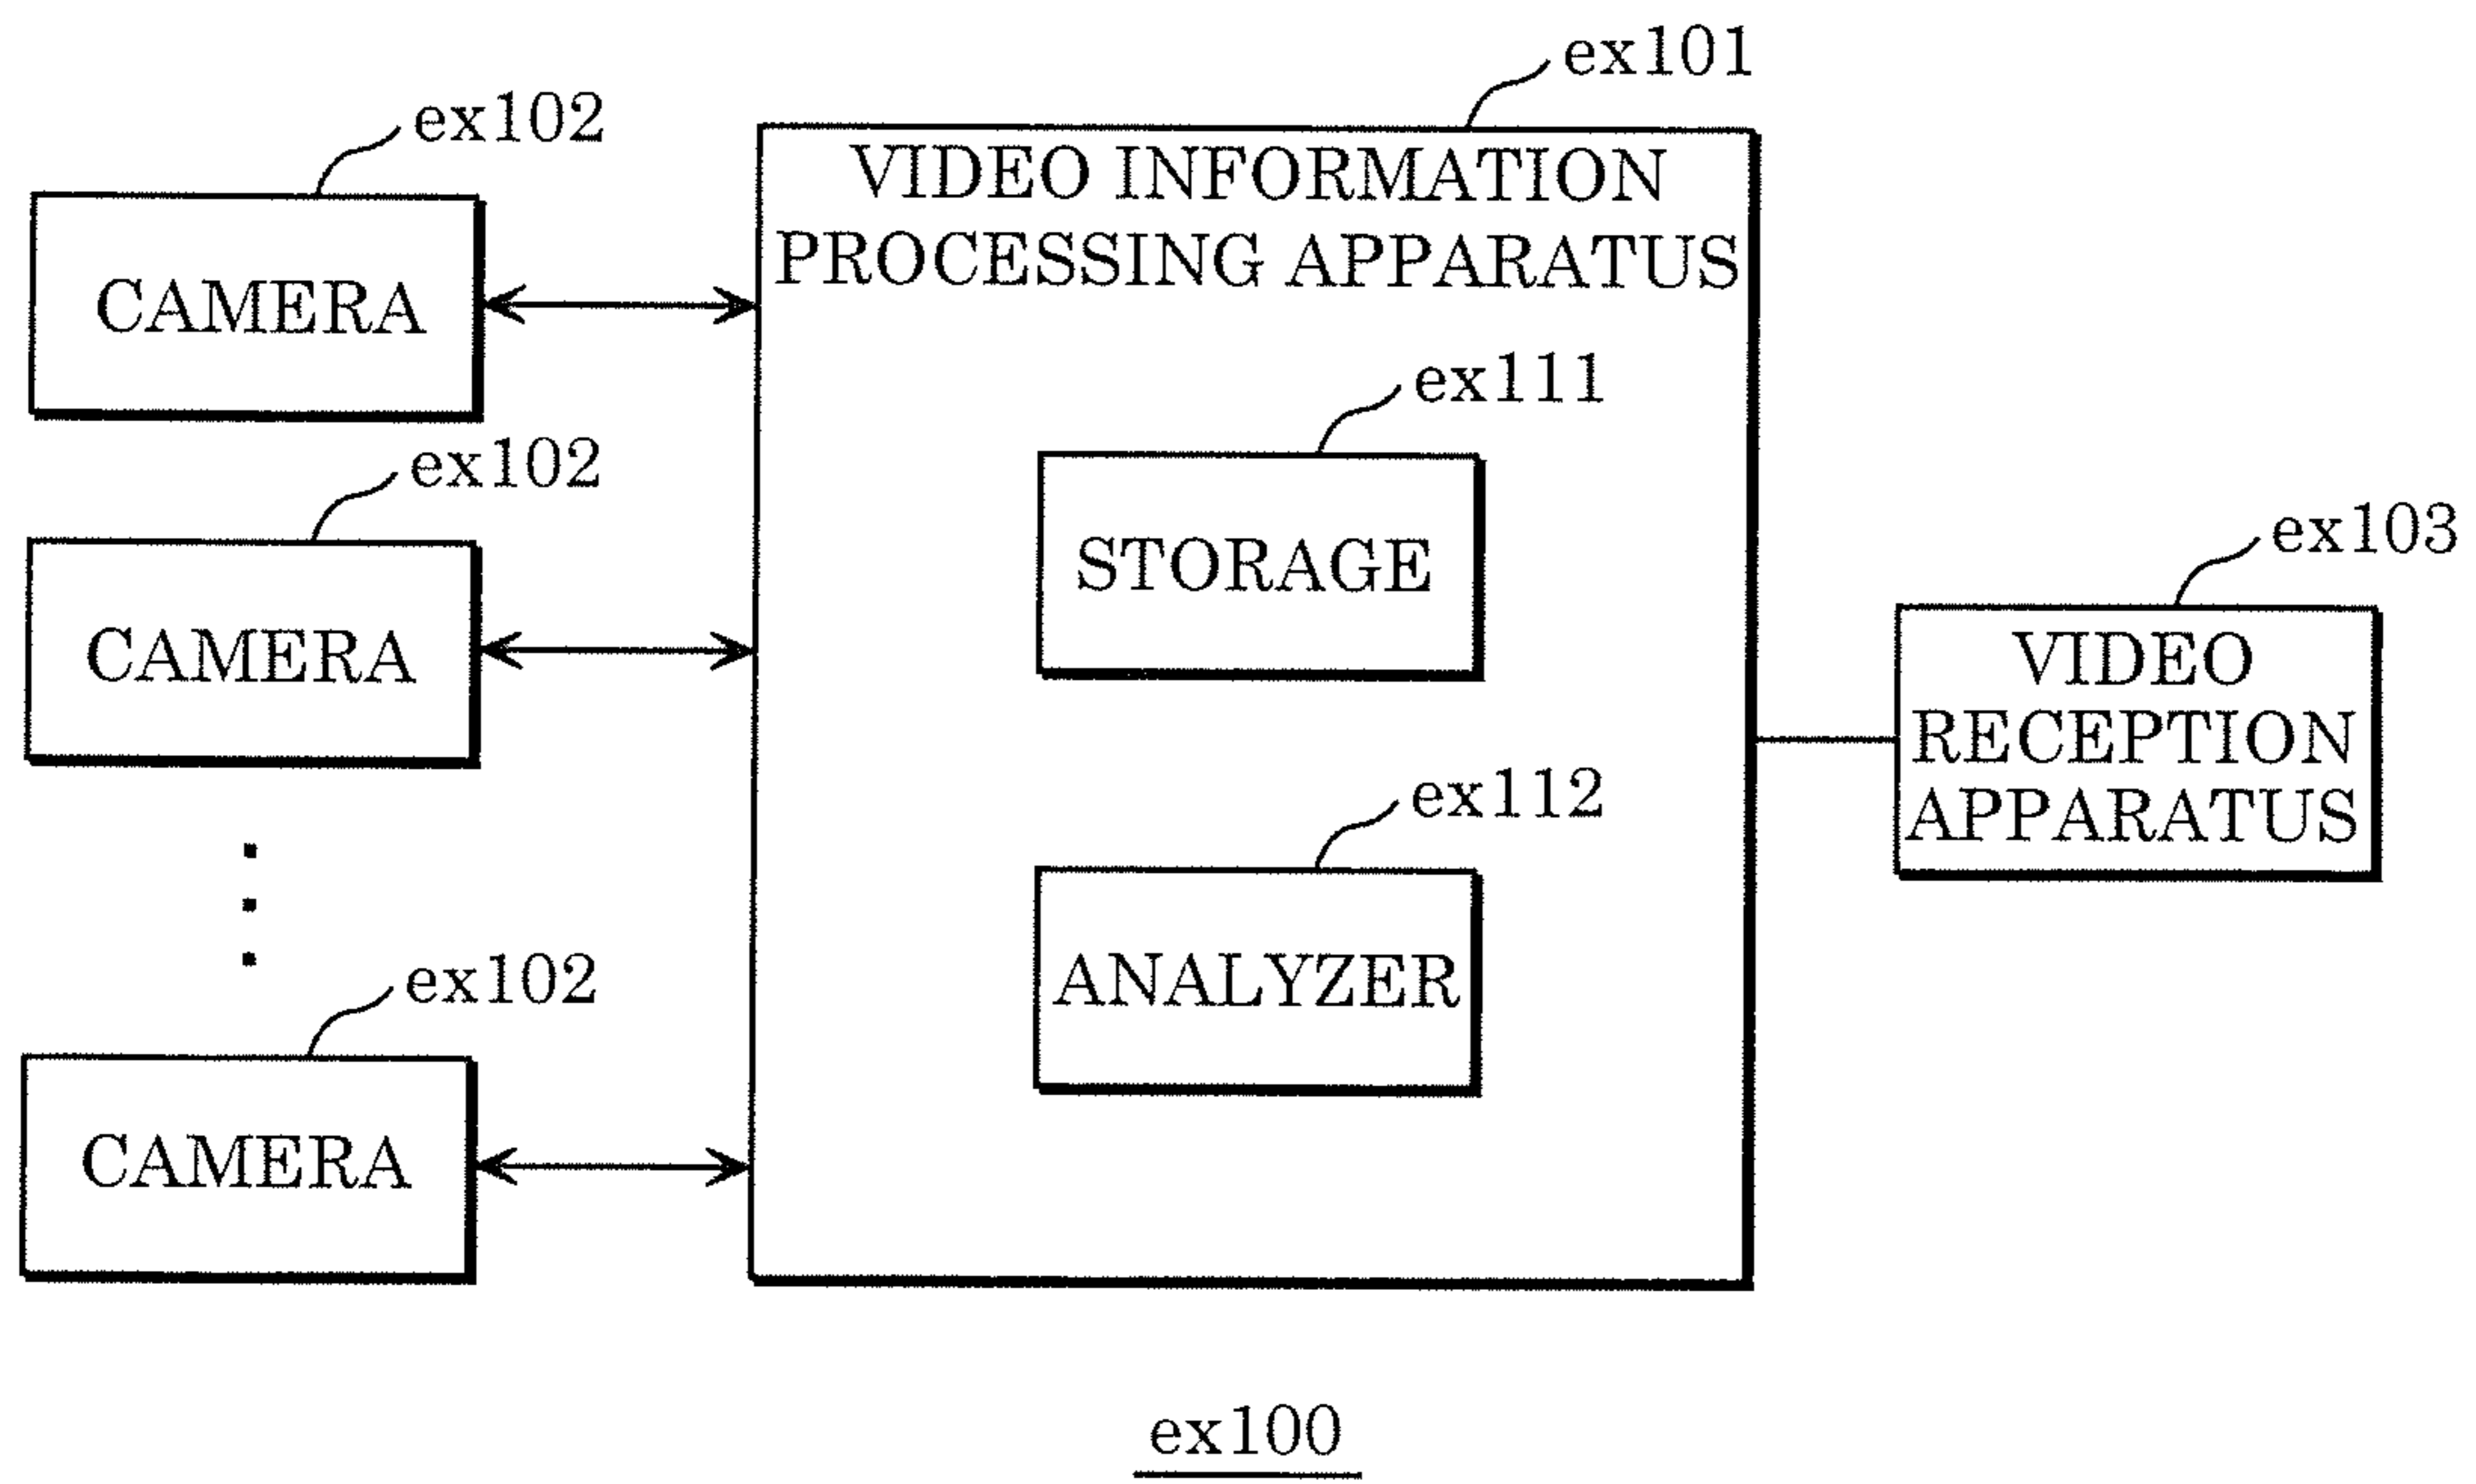 ex101
ex102
VIDEO INFORMATION
PROCESSING APPARATUS
CAMERA
ex111
ex102
STORAGE
ex103
CAMERA
VIDEO
RECEPTION
APPARATUS
ex112
ex102
ANALYZER
CAMERA
ex100